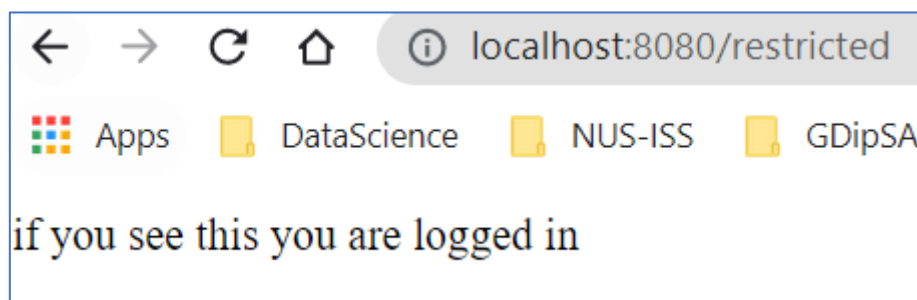 localhost:8080/restricted
Apps DataScience NUS-ISS GDipSA
if you see this you are logged in